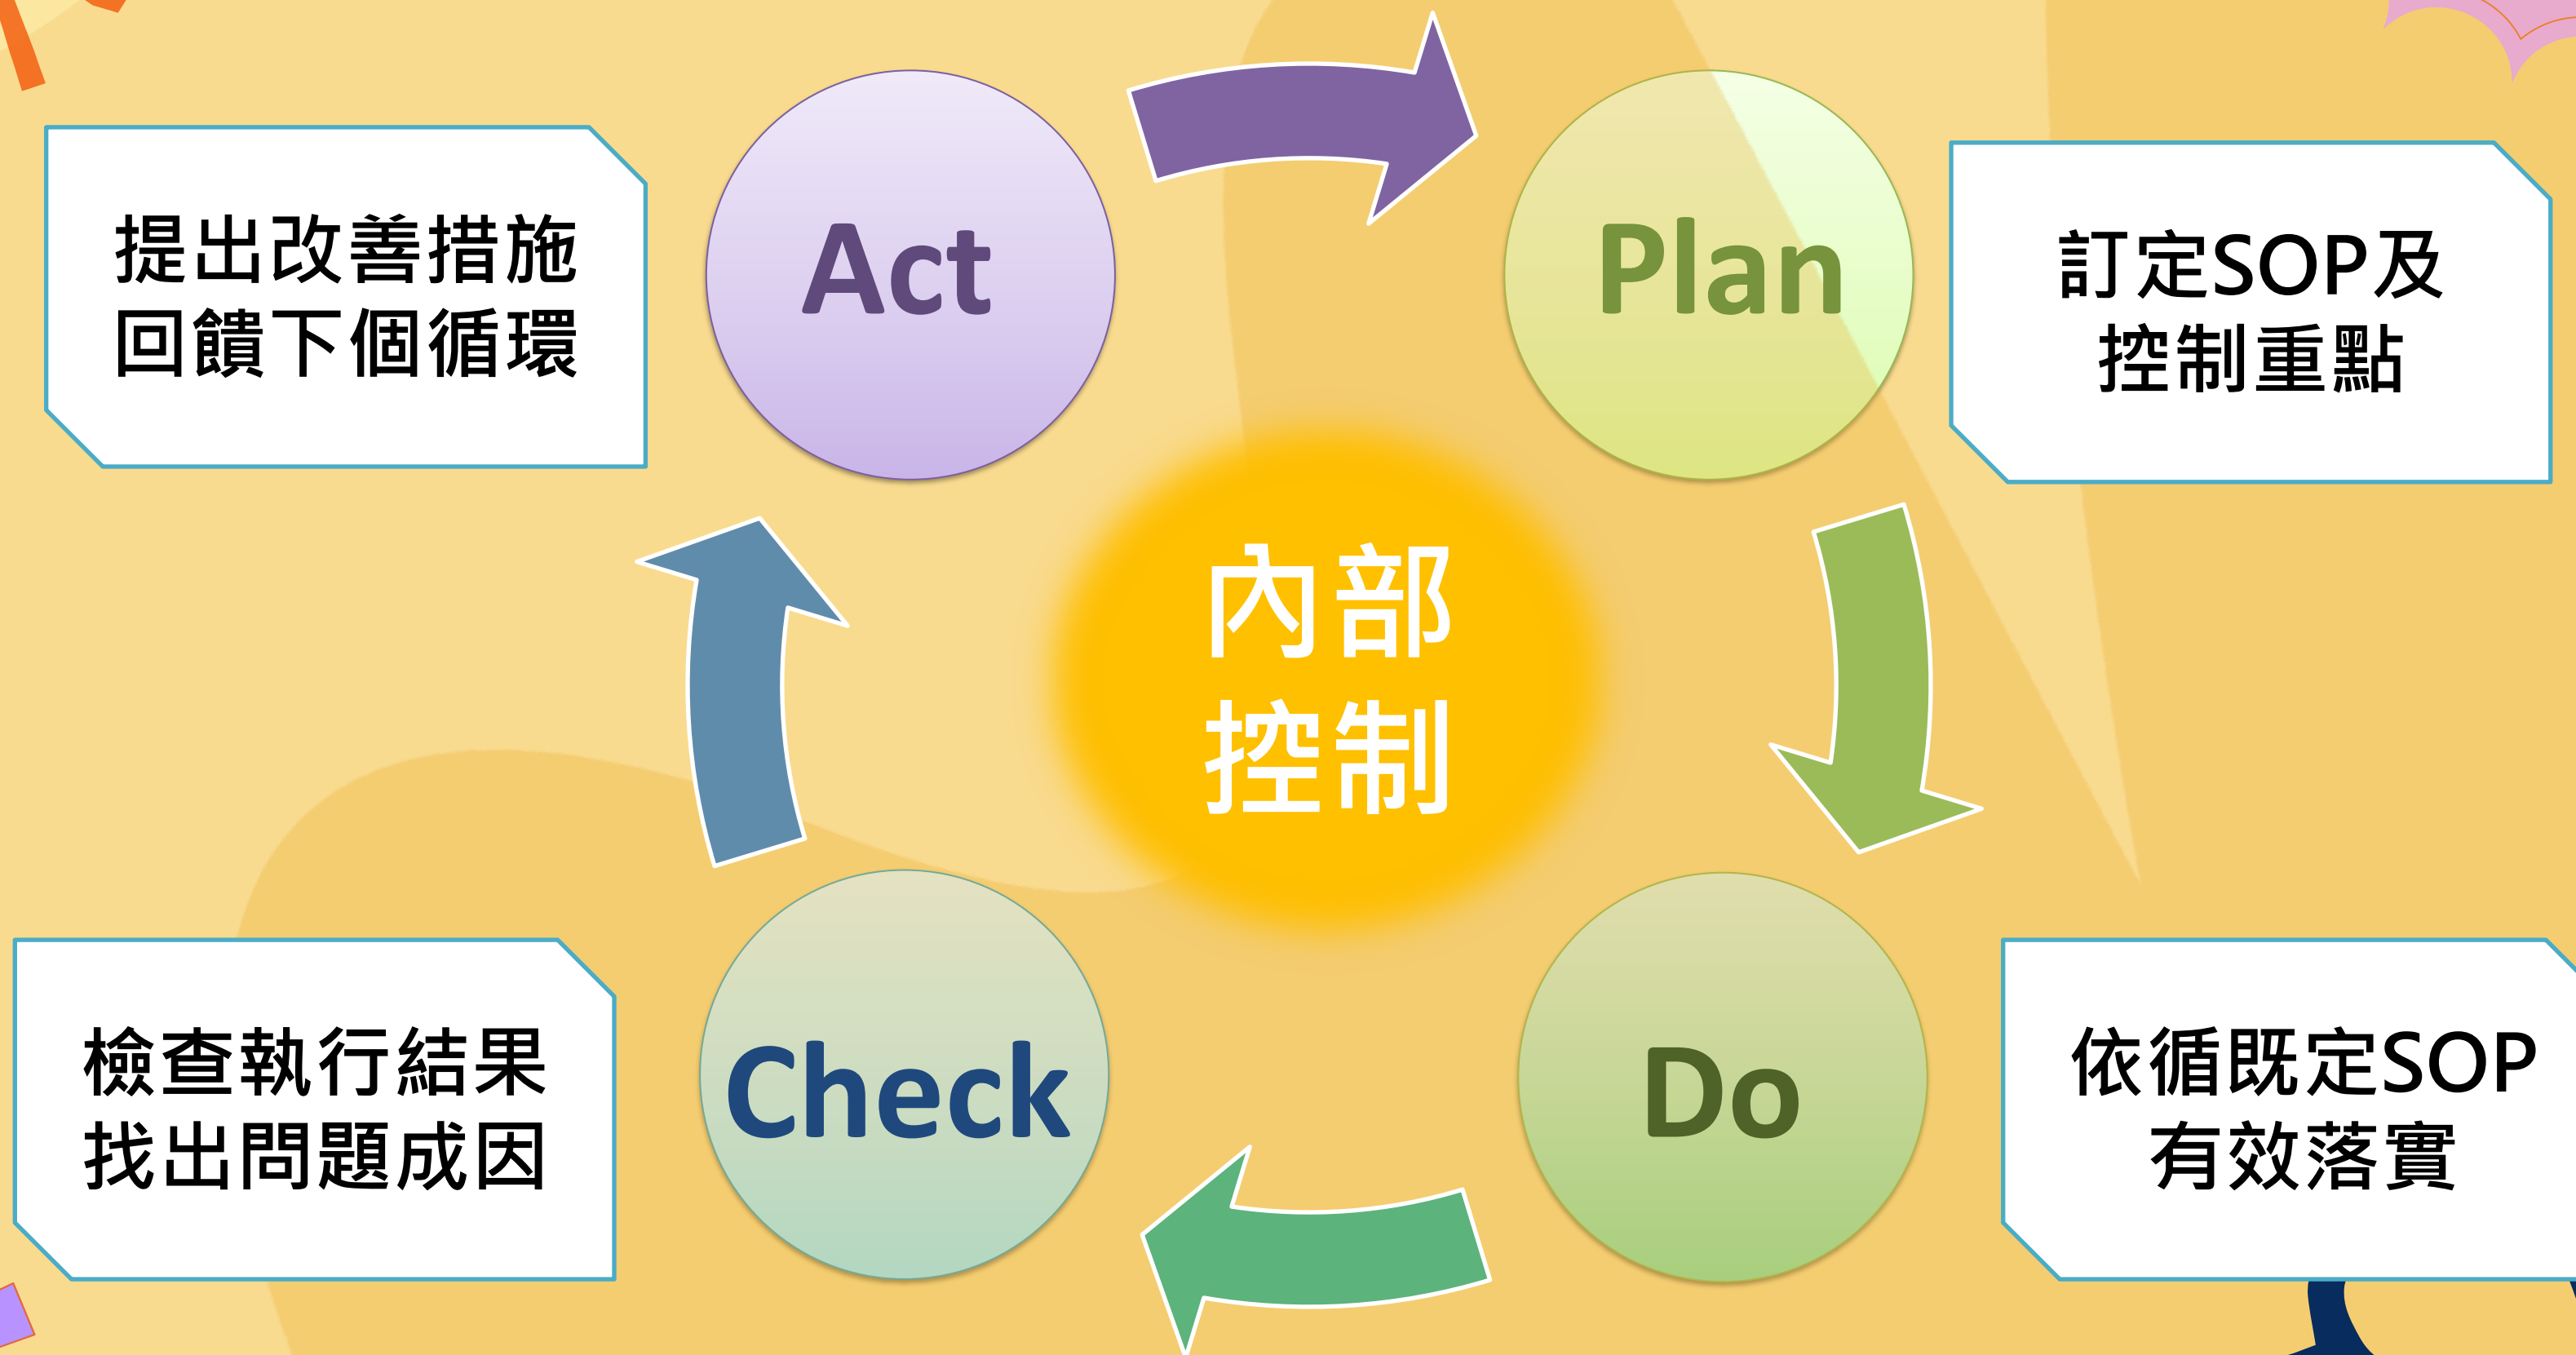 Act
提出改善措施
回饋下個循環
Plan
訂定SOP及
控制重點
內部
控制
Check
檢查執行結果
找出問題成因
Do
依循既定SOP
有效落實